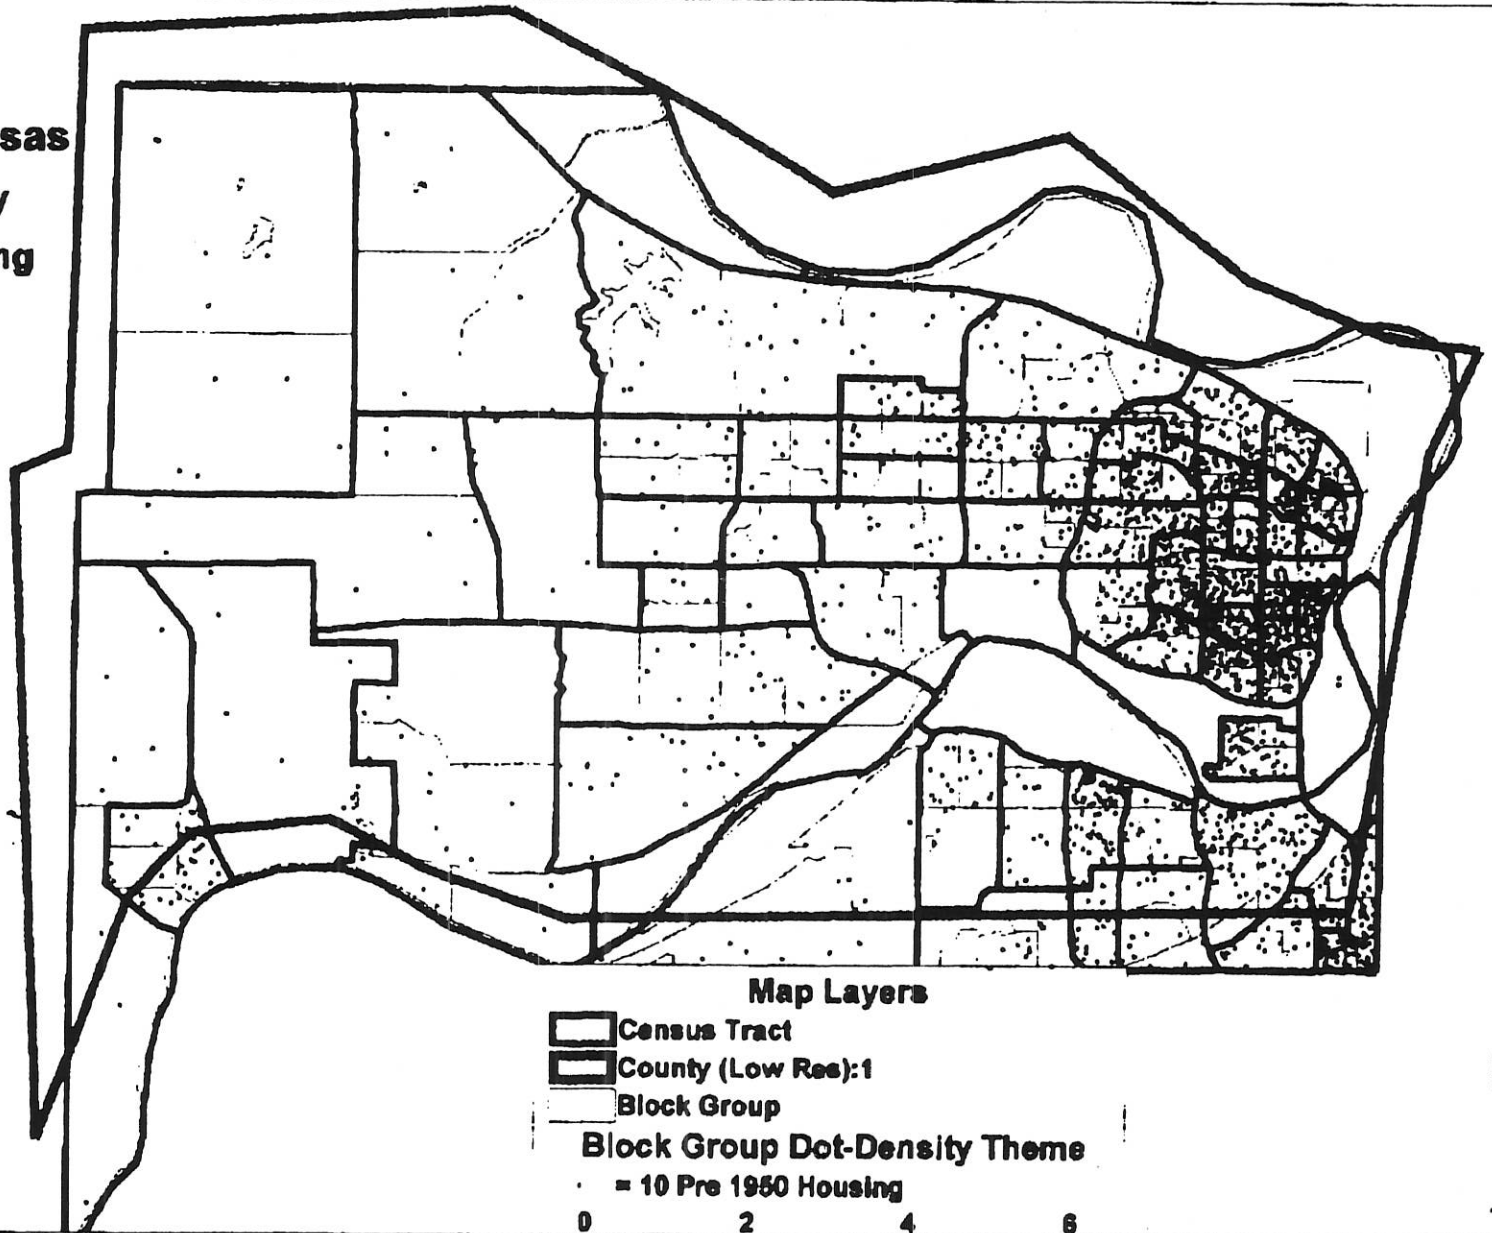 sas
y
ng
Map Layers
Census Tract
County (Low Res):1
Block Group
Block Group Dot-Density Theme
= 10 Pre 1950 Housing
0 2 4 6